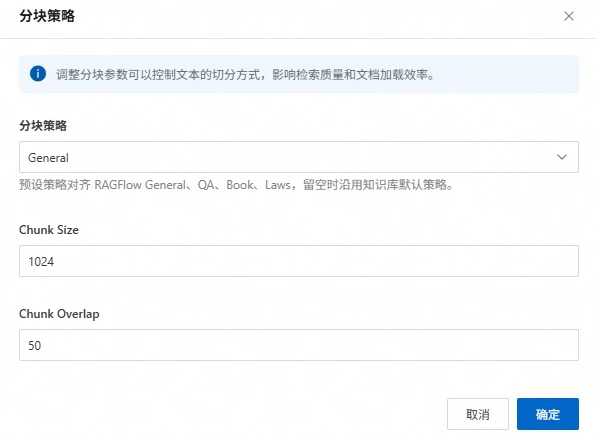 分块策略
调整分块参数可以控制文本的切分方式，影响检索质量和文档加载效率。
分块策略
General
预设策略对齐 RAGFlow General、QA、Book、Laws，留空时沿用知识库默认策略。
Chunk Size
1024
Chunk Overlap
50
取消 确定